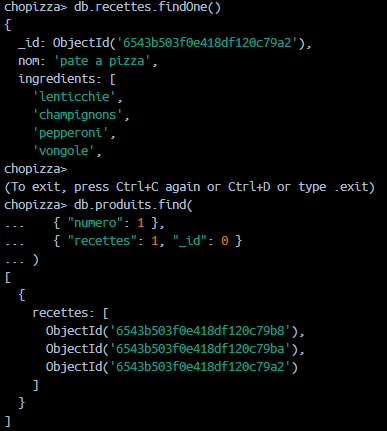 chopizza> db.recettes.findOne()
{
  _id: ObjectId('6543b503f0e418df120c79a2'),
  nom: 'pate a pizza',
  ingredients: [
    'lenticchie',
    'champignons',
    'pepperoni',
    'vongole',
chopizza>
(To exit, press Ctrl+C again or Ctrl+D or type .exit)
chopizza> db.produits.find(
...    { "numero": 1 },
...    { "recettes": 1, "_id": 0 }
... )
[
  {
    recettes: [
      ObjectId('6543b503f0e418df120c79b8'),
      ObjectId('6543b503f0e418df120c79ba'),
      ObjectId('6543b503f0e418df120c79a2')
    ]
  }
]